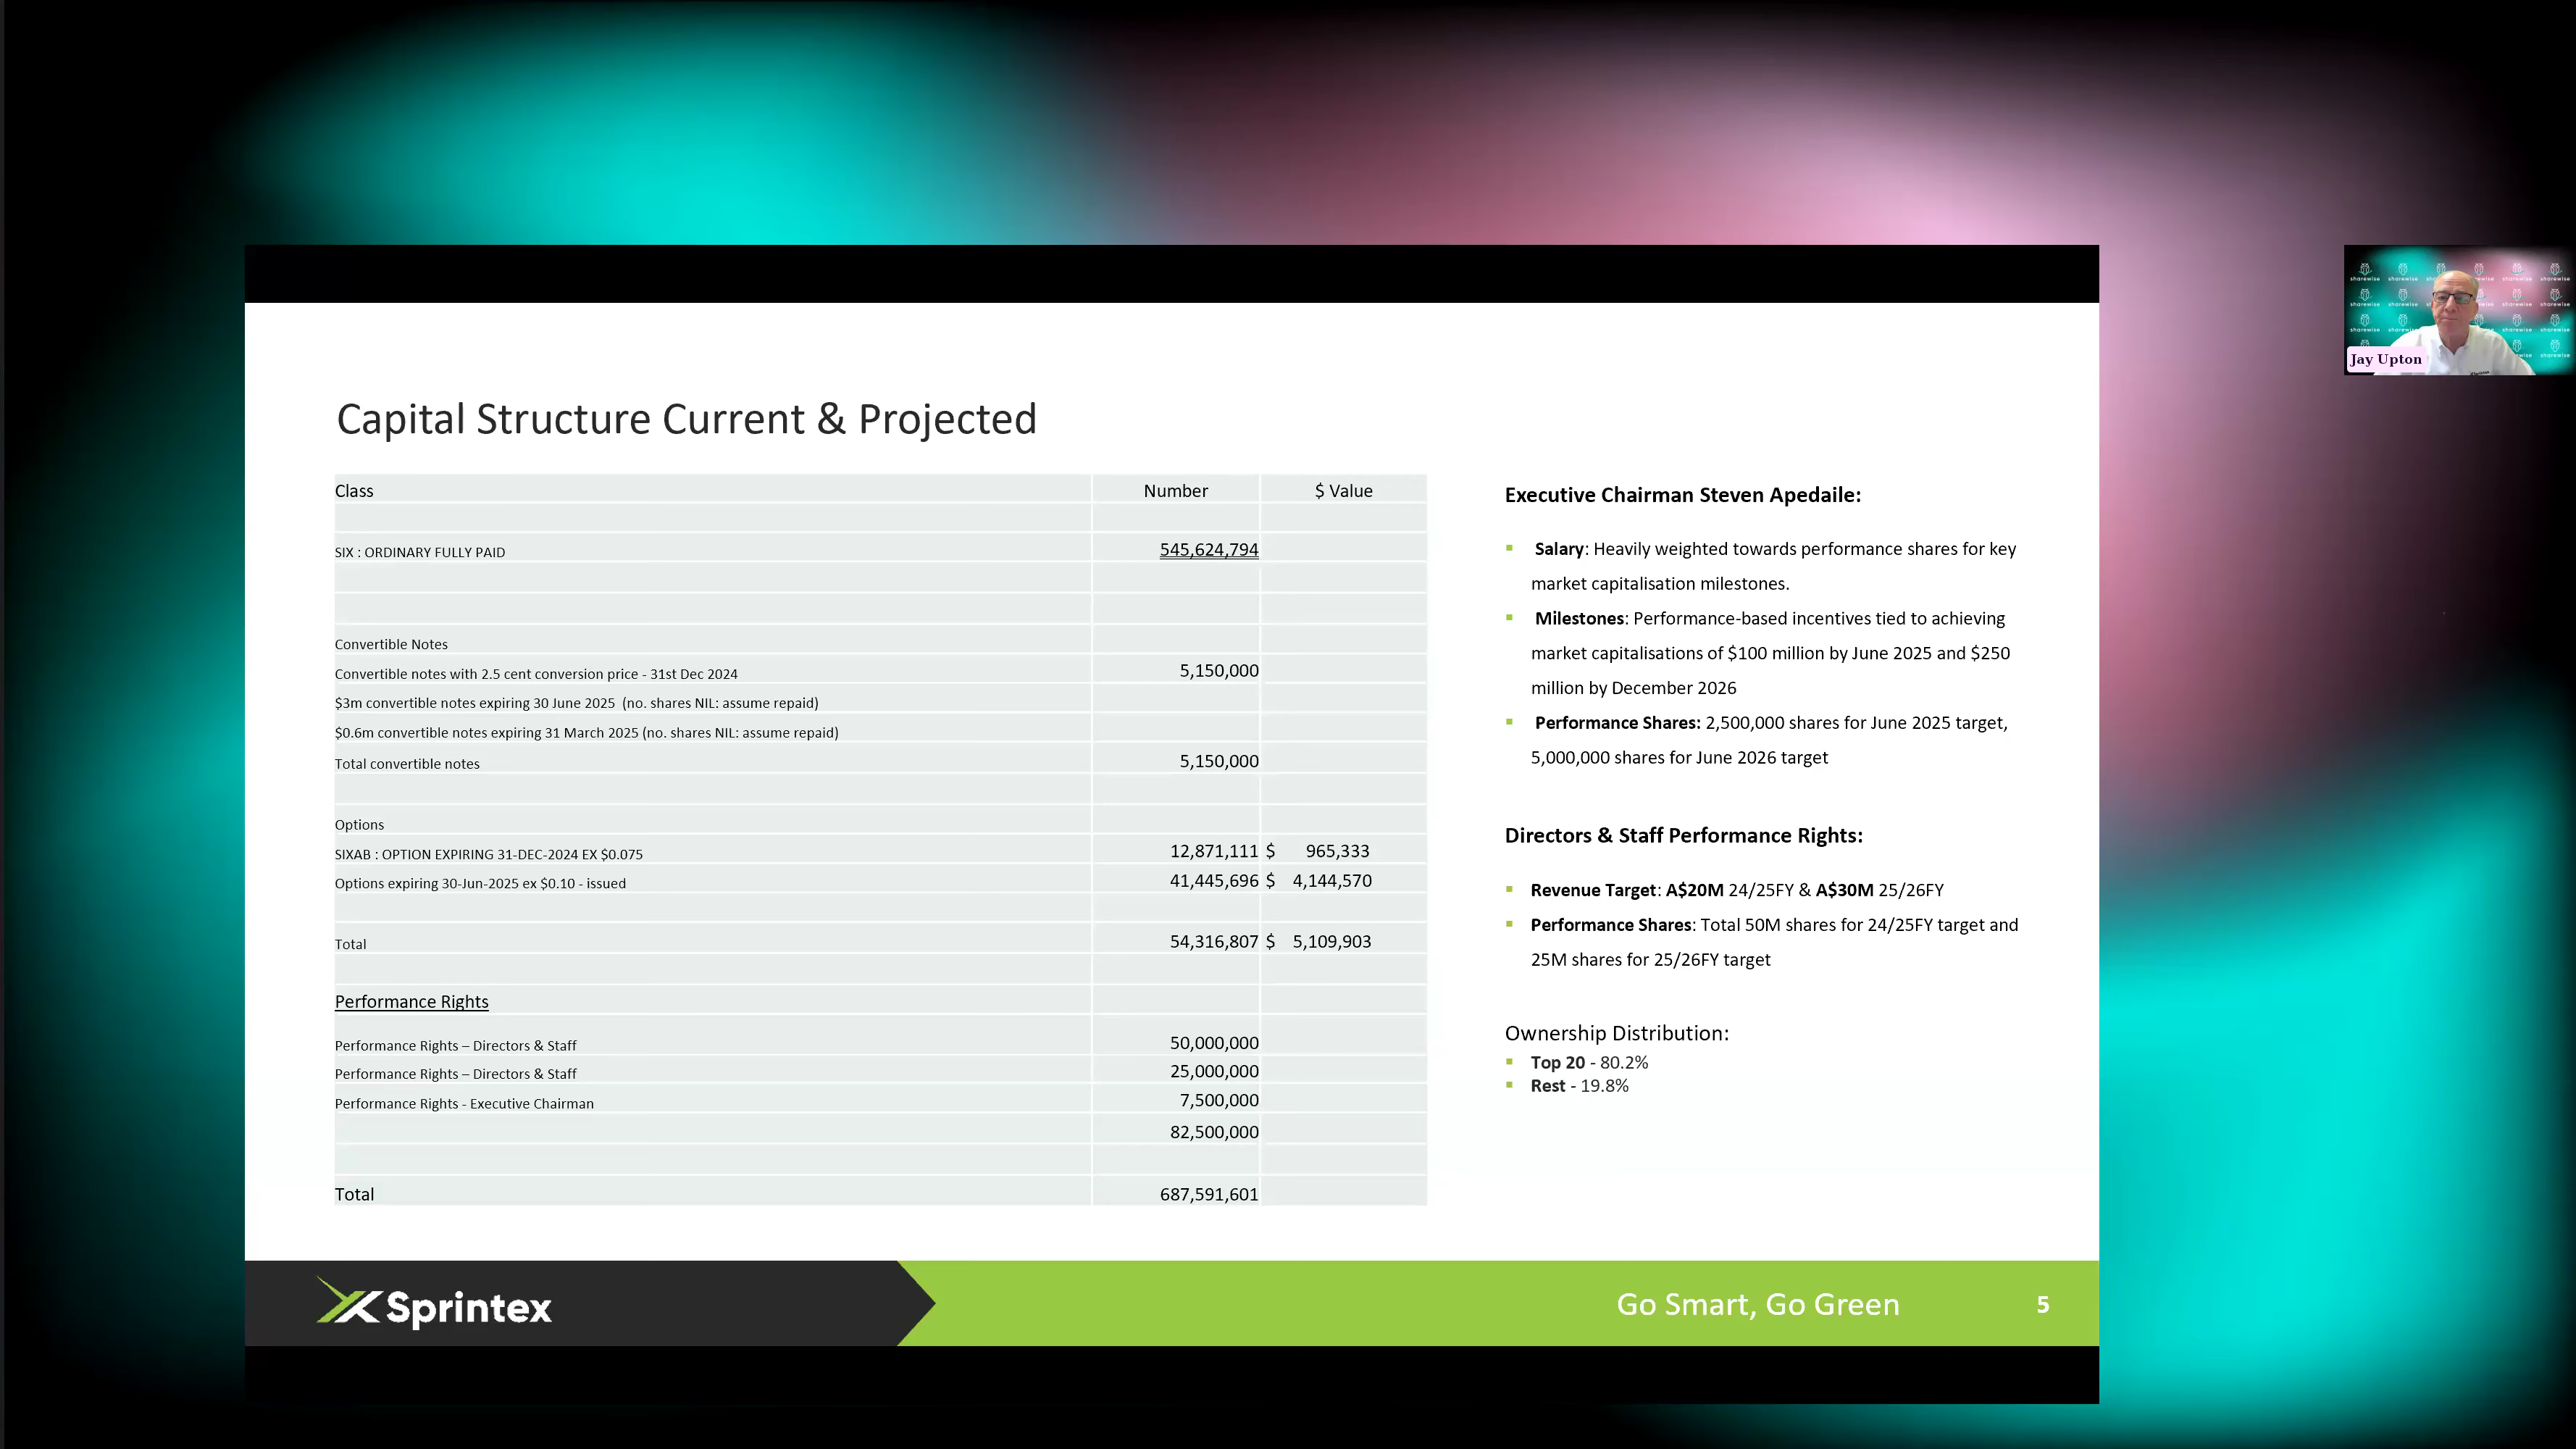 Capital Structure Current & Projected
Class Number $ Value
SIX : ORDINARY FULLY PAID 545,624,794
Convertible Notes
Convertible notes with 2.5 cent conversion price - 31st Dec 2024 5,150,000
$3m convertible notes expiring 30 June 2025 (no. shares NIL: assume repaid)
$0.6m convertible notes expiring 31 March 2025 (no. shares NIL: assume repaid)
Total convertible notes 5,150,000
Options
SIXAB : OPTION EXPIRING 31-DEC-2024 EX $0.075 12,871,111 $ 965,333
Options expiring 30-Jun-2025 ex $0.10 - issued 41,445,696 $ 4,144,570
Total 54,316,807 $ 5,109,903
Performance Rights
Performance Rights – Directors & Staff 50,000,000
Performance Rights – Directors & Staff 25,000,000
Performance Rights - Executive Chairman 7,500,000
82,500,000
Total 687,591,601
Executive Chairman Steven Apedaile:
Salary: Heavily weighted towards performance shares for key
market capitalisation milestones.
Milestones: Performance-based incentives tied to achieving
market capitalisations of $100 million by June 2025 and $250
million by December 2026
Performance Shares: 2,500,000 shares for June 2025 target,
5,000,000 shares for June 2026 target
Directors & Staff Performance Rights:
Revenue Target: A$20M 24/25FY & A$30M 25/26FY
Performance Shares: Total 50M shares for 24/25FY target and
25M shares for 25/26FY target
Ownership Distribution:
Top 20 - 80.2%
Rest - 19.8%
Sprintex
Go Smart, Go Green 5
Jay Upton